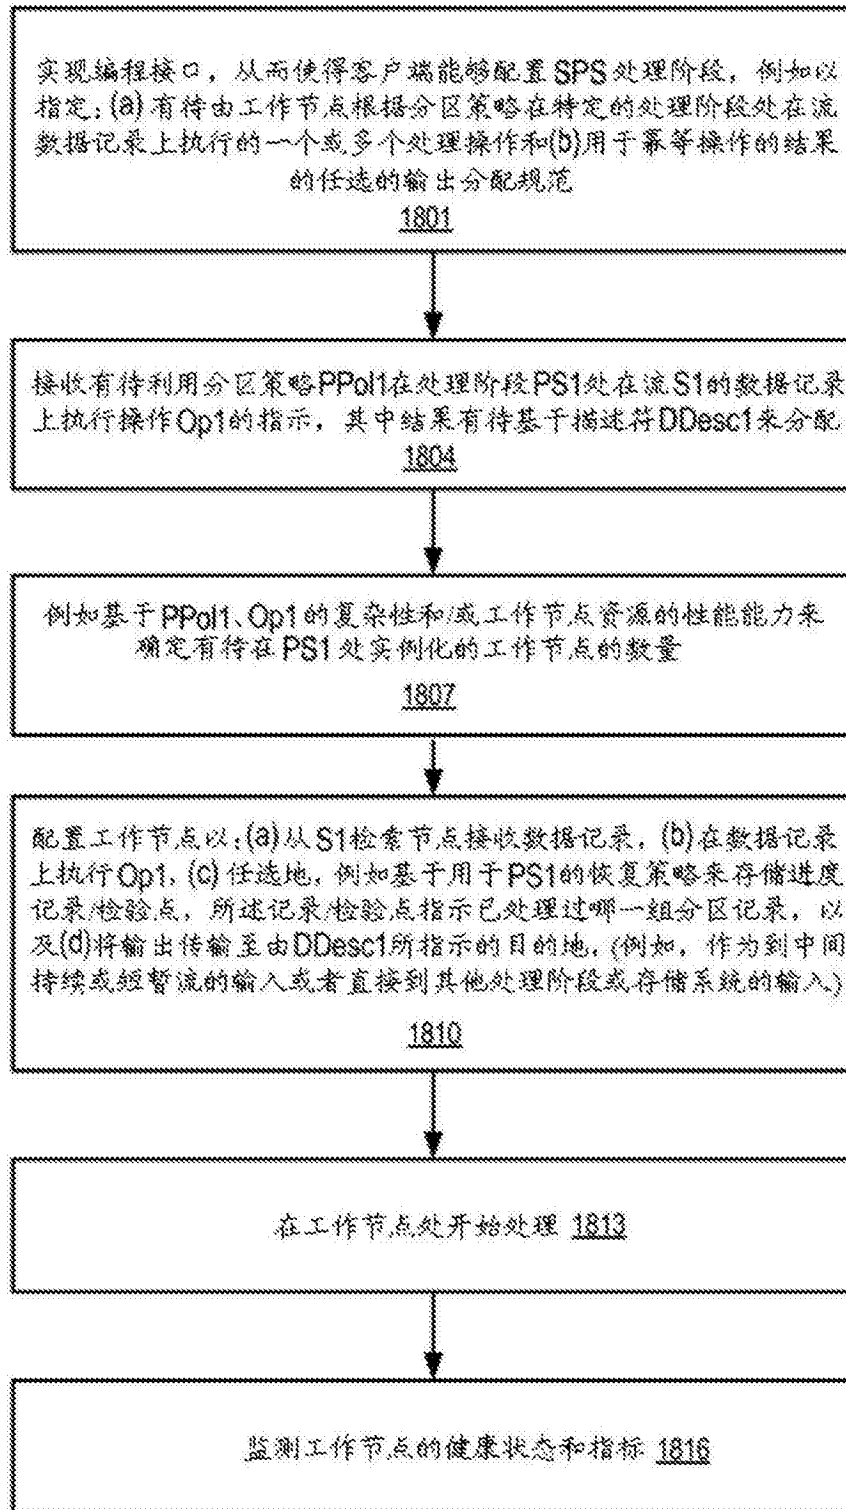 实现编程接口，从而使得客户端能够配置SPS处理阶段，例如以
指定：(a)有待由工作节点根据分区策略在特定的处理阶段处在流
数据记录上执行的一个或多个处理操作和(b)用于幂等操作的结果
的任选的输出分配规范
1801
接收有待利用分区策略PPol1在处理阶段PS1处在流S1的数据记录
上执行操作Op1的指示，其中结果有待基于描述符DDesc1来分配
1804
例如基于PPol1、Op1的复杂性和/或工作节点资源的性能能力来
确定有待在PS1处实例化的工作节点的数量
1807
配置工作节点以：(a)从S1检索节点接收数据记录，(b)在数据记录
上执行Op1，(c)任选地，例如基于用于PS1的恢复策略来存储进度
记录/检验点，所述记录/检验点指示已处理过哪一组分区记录，以
及(d)将输出传输至由DDesc1所指示的目的地，(例如，作为到中间
持续或短暂流的输入或者直接到其他处理阶段或存储系统的输入)
1810
在工作节点处开始处理 1813
监测工作节点的健康状态和指标 1816